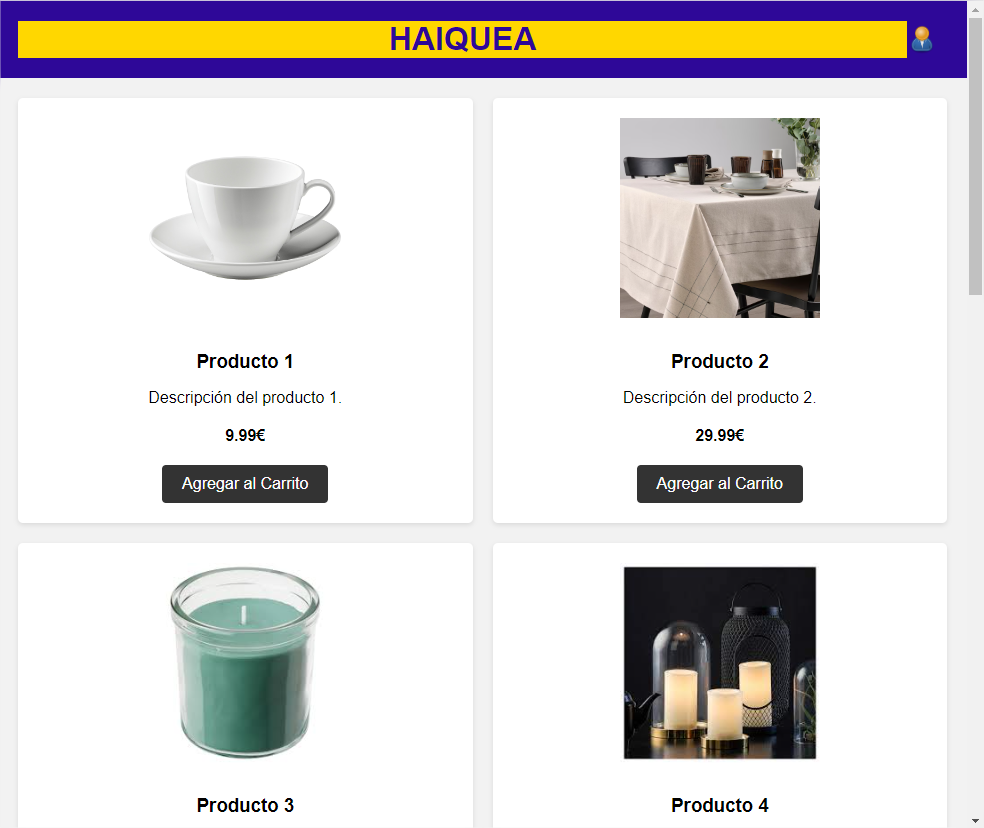 HAIQUEA
Producto 1
Descripción del producto 1.
9.99€
Agregar al Carrito
Producto 2
Descripción del producto 2.
29.99€
Agregar al Carrito
Producto 3
Producto 4